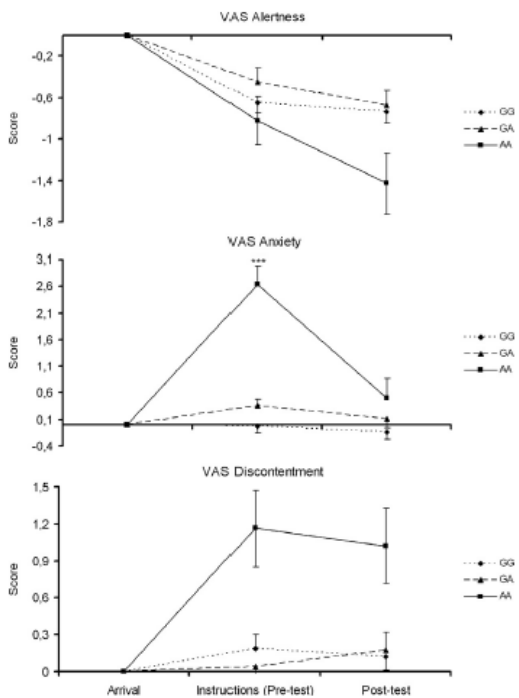 VAS Alertness
-0,2
-0,6
-1
-1,4
-1,8
Score
GG
GA
AA
VAS Anxiety
***
3,1
2,6
2,1
1,6
1,1
0,6
0,1
-0,4
Score
GG
GA
AA
VAS Discontentment
1,5
1,2
0,9
0,6
0,3
0
Score
GG
GA
AA
Arrival
Instructions (Pre-test)
Post-test